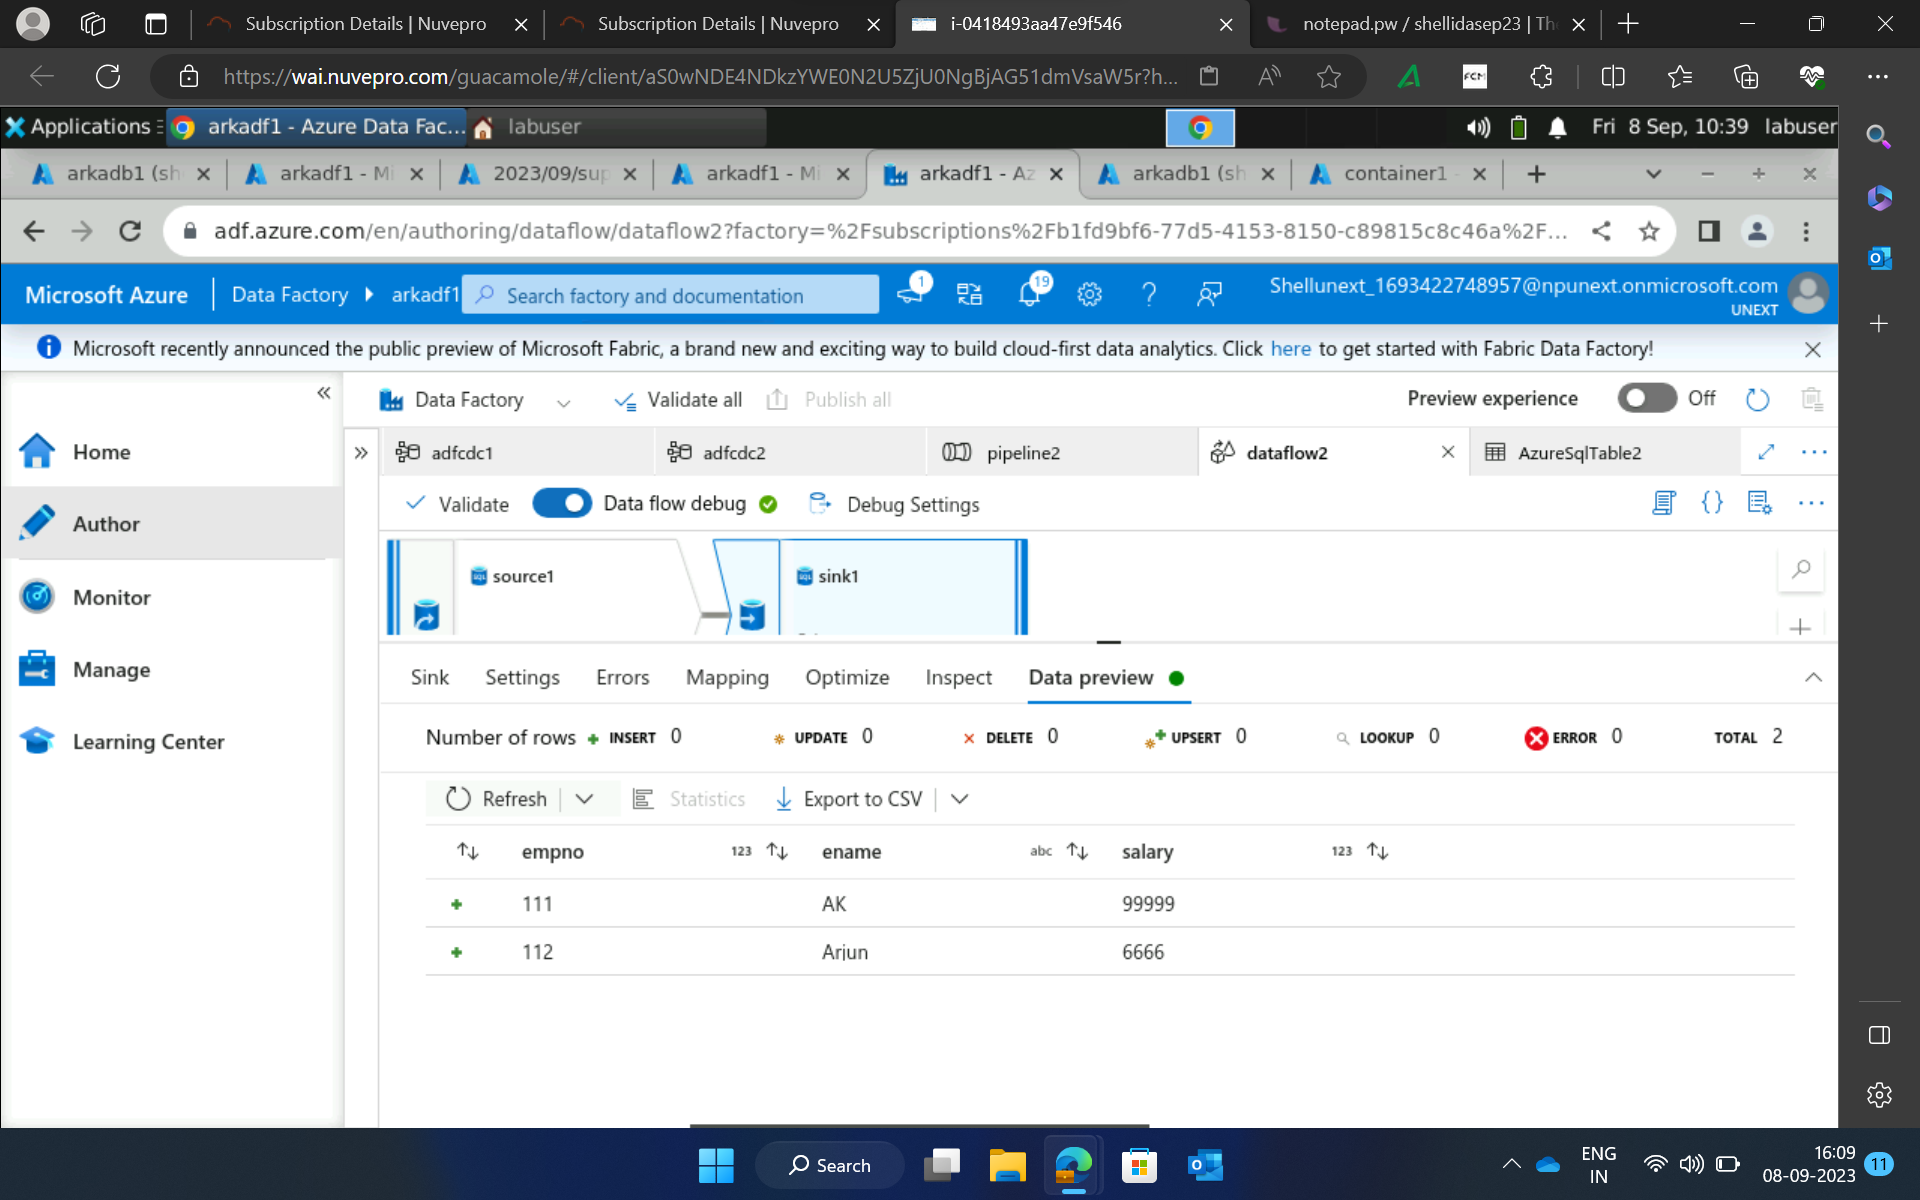 Subscription Details | Nuvepro
Subscription Details | Nuvepro
i-0418493aa47e9f546
notepad.pw / shellidasep23 | Th
https://wai.nuvepro.com/guacamole/#/client/aS0wNDE4NDkzYWE0N2U5ZjU0NgBjAG51dmVsaW5r?h...
FCM
Applications
arkadf1 - Azure Data Fac...
labuser
Fri 8 Sep, 10:39 labuser
arkadb1 (sh
arkadf1 - Mi
2023/09/sup
arkadf1 - Mi
arkadf1 - Az
arkadb1 (sh
container1 -
adf.azure.com/en/authoring/dataflow/dataflow2?factory=%2Fsubscriptions%2Fb1fd9bf6-77d5-4153-8150-c89815c8c46a%2F...
Microsoft Azure
Data Factory
arkadf1
Search factory and documentation
1
19
Shellunext_1693422748957@npunext.onmicrosoft.com
UNEXT
Microsoft recently announced the public preview of Microsoft Fabric, a brand new and exciting way to build cloud-first data analytics. Click here to get started with Fabric Data Factory!
Home
Author
Monitor
Manage
Learning Center
Data Factory
Validate all
Publish all
Preview experience
Off
adfcdc1
adfcdc2
pipeline2
dataflow2
AzureSqlTable2
Validate
Data flow debug
Debug Settings
source1
sink1
Sink Settings Errors Mapping Optimize Inspect Data preview
Number of rows INSERT 0 UPDATE 0 DELETE 0 UPSERT 0 LOOKUP 0 ERROR 0 TOTAL 2
Refresh
Statistics
Export to CSV
empno 123 ename abc salary 123
111 AK 99999
112 Arjun 6666
Search
ENG
IN
16:09
08-09-2023
11